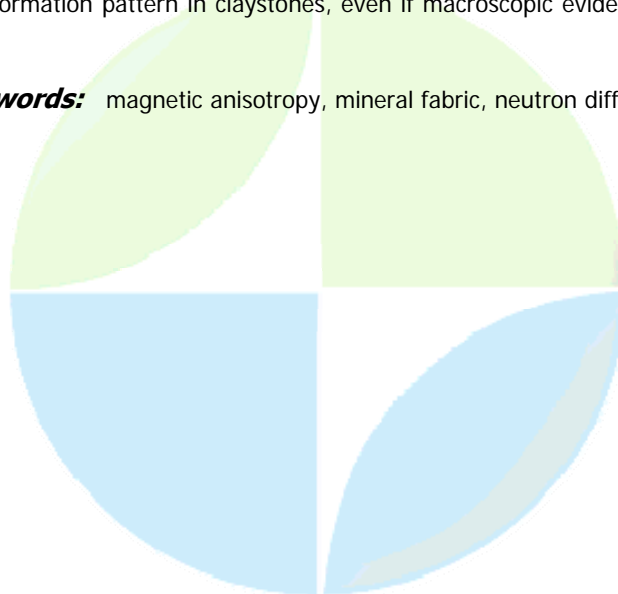 formation pattern in claystones, even if macroscopic evide
words: magnetic anisotropy, mineral fabric, neutron diff